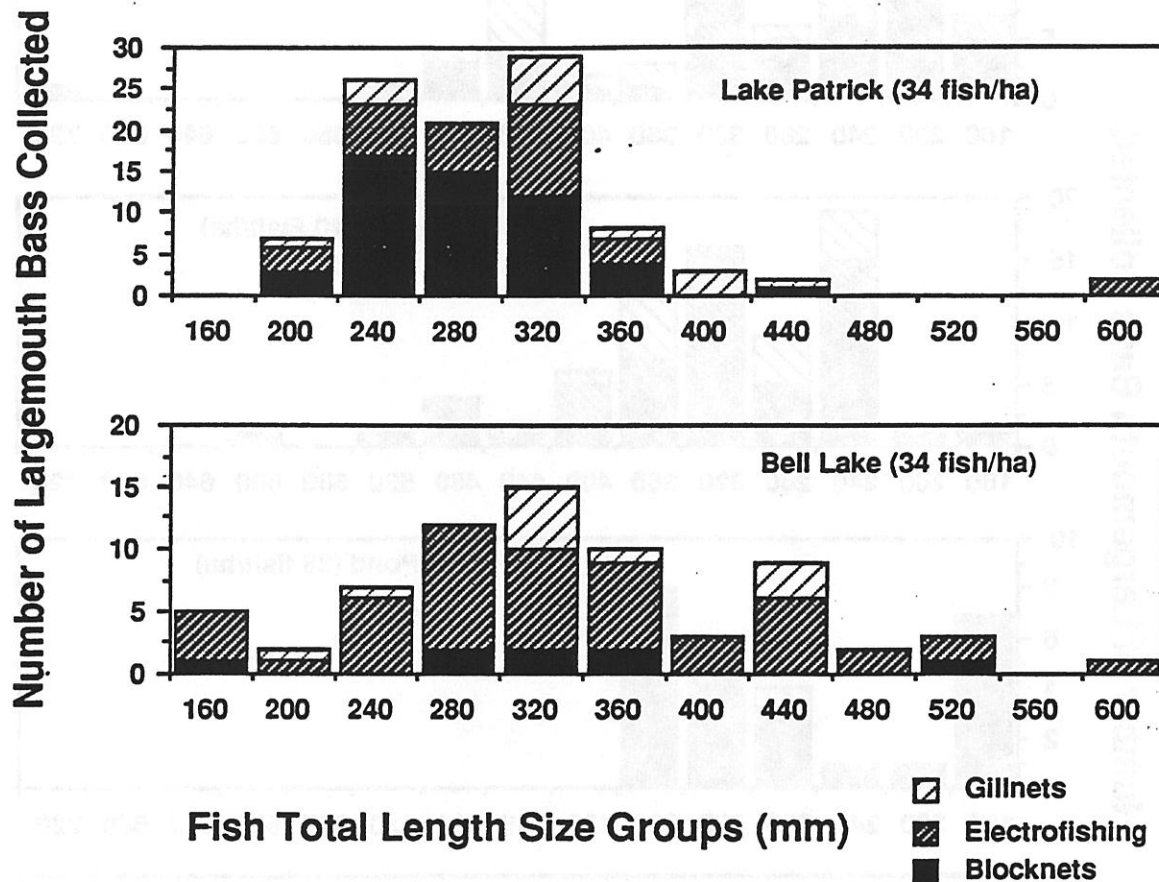 Number of Largemouth Bass Collected
30
25
20
15
10
5
0
Lake Patrick (34 fish/ha)
160 200 240 280 320 360 400 440 480 520 560 600
20
15
10
5
0
Bell Lake (34 fish/ha)
160 200 240 280 320 360 400 440 480 520 560 600
Fish Total Length Size Groups (mm)
Gillnets
Electrofishing
Blocknets